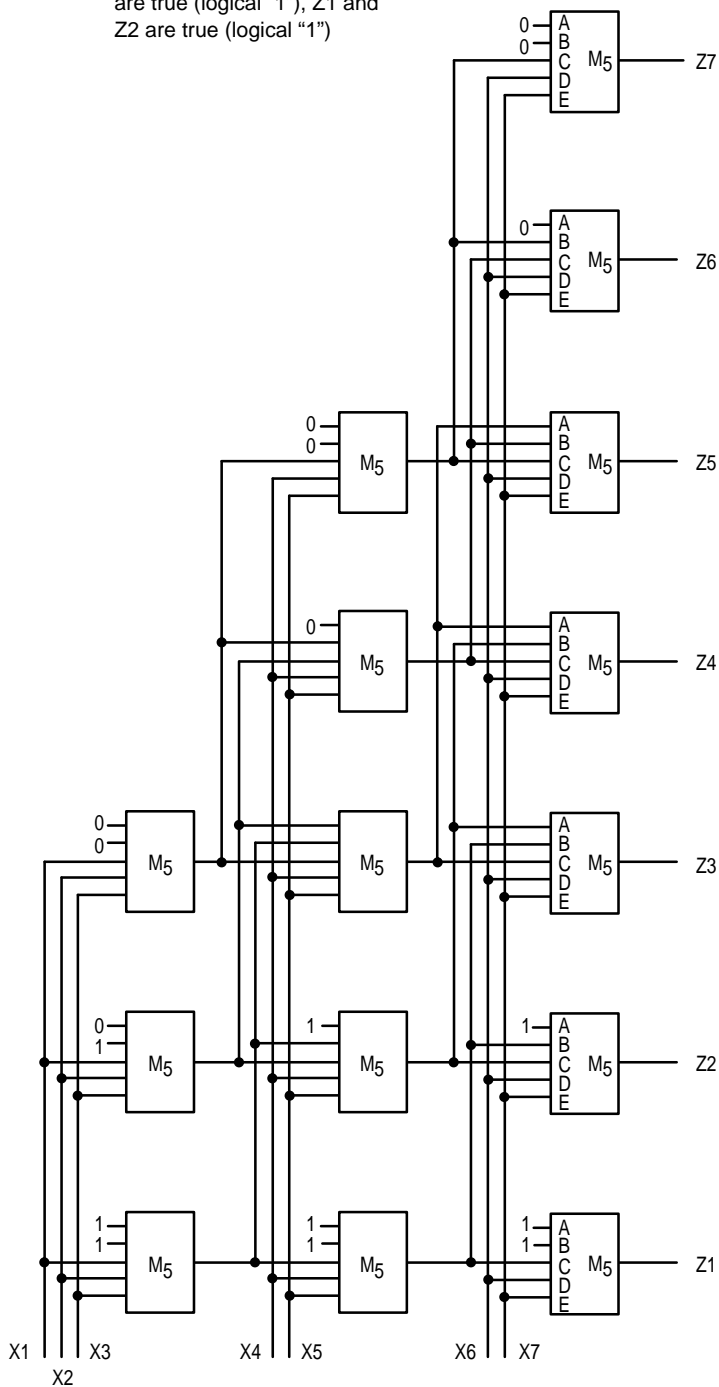 are true (logical “1”), Z1 and
Z2 are true (logical “1”)
0 A
0 B
C M5 Z7
D
E
0 A
B
C M5 Z6
D
E
0
0
M5
A
B
C M5 Z5
D
E
0
M5
A
B
C M5 Z4
D
E
0
0
M5
M5
A
B
C M5 Z3
D
E
0
1
M5
1
M5
1 A
B
C M5 Z2
D
E
1
1
M5
1
1
M5
1 A
1 B
C M5 Z1
D
E
X1 X3 X4 X5 X6 X7
X2